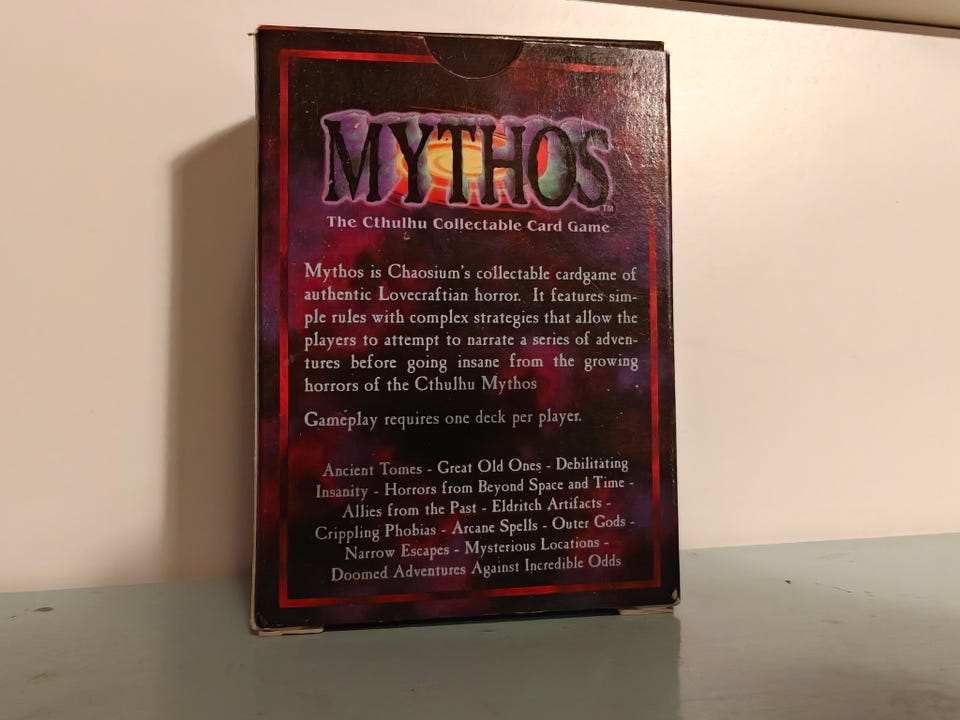 MYTHOS™
The Cthulhu Collectable Card Game
Mythos is Chaosium's collectable cardgame of
authentic Lovecraftian horror. It features sim-
ple rules with complex strategies that allow the
players to attempt to narrate a series of adven-
tures before going insane from the growing
horrors of the Cthulhu Mythos
Gameplay requires one deck per player.
Ancient Tomes - Great Old Ones - Debilitating
Insanity - Horrors from Beyond Space and Time -
Allies from the Past - Eldritch Artifacts -
Crippling Phobias - Arcane Spells - Outer Gods -
Narrow Escapes - Mysterious Locations -
Doomed Adventures Against Incredible Odds